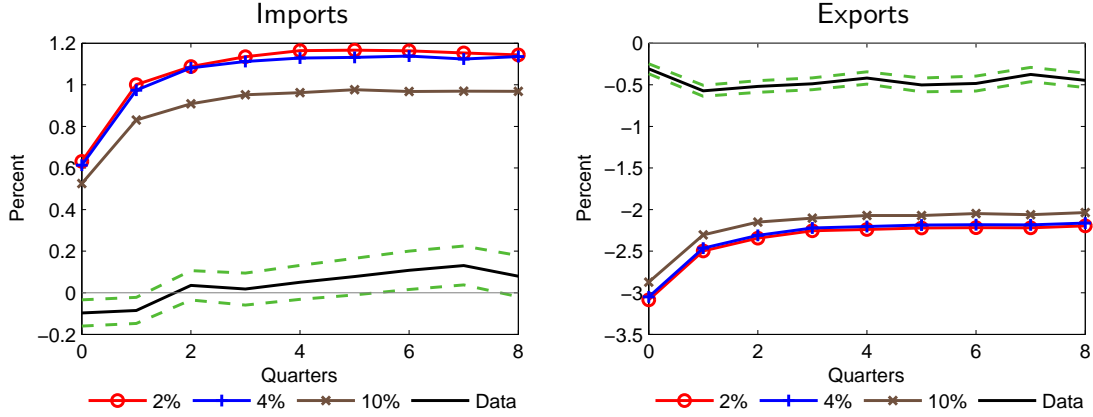 Imports
Exports
1.2
1
0.8
0.6
0.4
0.2
0
−0.2
Percent
0 2 4 6 8
Quarters
2% 4% 10% Data
0
−0.5
−1
−1.5
−2
−2.5
−3
−3.5
Percent
0 2 4 6 8
Quarters
2% 4% 10% Data